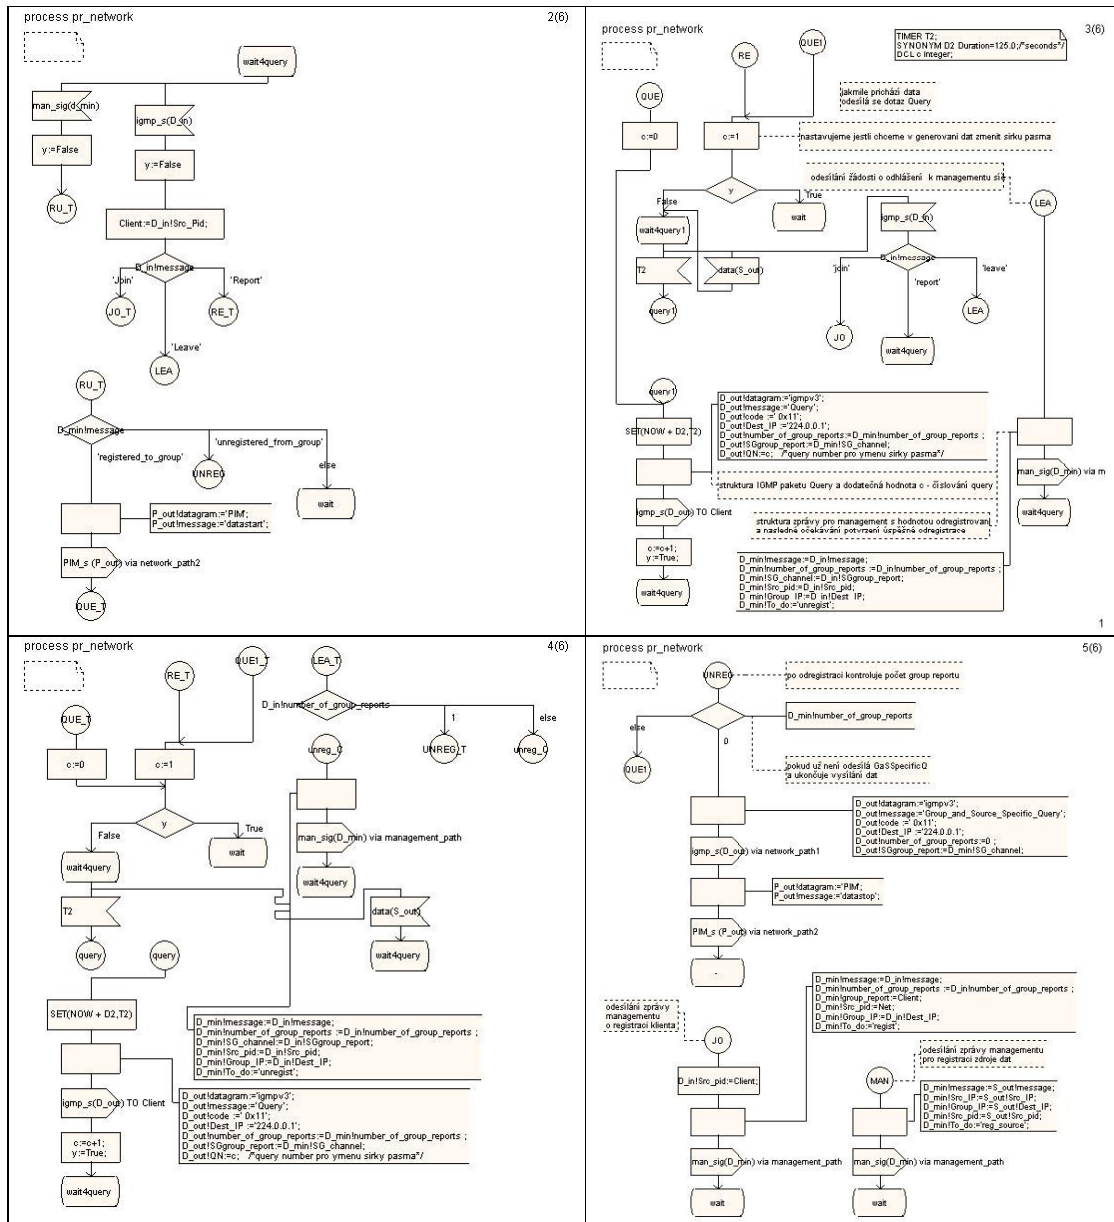 process pr_network
2(6)
wait4query
man_sig(d_min)
igmp_s(D_in)
y:=False
y:=False
RU_T
Client:=D_in!Src_Pid;
D_in!message
'Join'
'Report'
JO_T
RE_T
'Leave'
LEA
RU_T
D_min!message
'unregistered_from_group'
'registered_to_group'
else
UNREG
wait
P_out!datagram:='PIM';
P_out!message:='datastart';
PIM_s (P_out) via network_path2
QUE_T
process pr_network
3(6)
TIMER T2;
SYNONYM D2 Duration=125.0;/*seconds*/
DCL c Integer;
QUE1
RE
QUE
jakmile prichází data
odesílá se dotaz Query
c:=0
c:=1
nastavujeme jestli chceme v generovani dat zmenit sirku pasma
odesílání žádosti o odhlášení k managementu síě
y
False
True
LEA
wait4query1
wait
igmp_s(D_in)
T2
data(S_out)
D_in!message
'join'
'report'
'leave'
query1
JO
LEA
wait4query
query1
D_out!datagram:='igmpv3';
D_out!message:='Query';
D_out!code :=' 0x11';
D_out!Dest_IP :='224.0.0.1';
D_out!number_of_group_reports:=D_min!number_of_group_reports ;
D_out!SGgroup_report:=D_min!SG_channel;
D_out!QN:=c; /*query number pro ymenu sirky pasma*/
SET(NOW + D2,T2)
struktura IGMP paketu Query a dodatečná hodnota c - číslování query
man_sig(D_min) via m
igmp_s(D_out) TO Client
wait4query
struktura zprávy pro management s hodnotou odregistrovaní
a nasledné očekávání potvrzení úspěšné odregistrace
c:=c+1;
y:=True;
D_min!message:=D_in!message;
D_min!number_of_group_reports :=D_in!number_of_group_reports ;
D_min!SG_channel:=D_in!SGgroup_report;
D_min!Src_pid:=D_in!Src_pid;
D_min!Group_IP:=D_in!Dest_IP;
D_min!To_do:='unregist';
wait4query
1
process pr_network
4(6)
RE_T
QUE1_T
LEA_T
D_in!number_of_group_reports
QUE_T
1
else
UNREG_T
unreg_C
c:=0
c:=1
unreg_C
y
False
True
man_sig(D_min) via management_path
wait4query
wait
wait4query
T2
data(S_out)
query
query
wait4query
SET(NOW + D2,T2)
D_min!message:=D_in!message;
D_min!number_of_group_reports :=D_in!number_of_group_reports ;
D_min!SG_channel:=D_in!SGgroup_report;
D_min!Src_pid:=D_in!Src_pid;
D_min!Group_IP:=D_in!Dest_IP;
D_min!To_do:='unregist';
igmp_s(D_out) TO Client
D_out!datagram:='igmpv3';
D_out!message:='Query';
D_out!code :=' 0x11';
D_out!Dest_IP :='224.0.0.1';
D_out!number_of_group_reports:=D_min!number_of_group_reports ;
D_out!SGgroup_report:=D_min!SG_channel;
D_out!QN:=c; /*query number pro ymenu sirky pasma*/
c:=c+1;
y:=True;
wait4query
process pr_network
5(6)
UNREG
po odregistraci kontroluje počet group reportu
D_min!number_of_group_reports
else
0
QUE1
pokud už není odesílá GaSSpecificQ
a ukončuje vysílání dat
D_out!datagram:='igmpv3';
D_out!message:='Group_and_Source_Specific_Query';
D_out!code :=' 0x11';
D_out!Dest_IP :='224.0.0.1';
D_out!number_of_group_reports:=0 ;
D_out!SGgroup_report:=D_min!SG_channel;
igmp_s(D_out) via network_path1
P_out!datagram:='PIM';
P_out!message:='datastop';
PIM_s (P_out) via network_path2
-
D_min!message:=D_in!message;
D_min!number_of_group_reports :=D_in!number_of_group_reports ;
D_min!group_report:=Client;
D_min!Src_pid:=Net;
D_min!Group_IP:=D_in!Dest_IP;
D_min!To_do:='regist';
odesílání zprávy
managementu
o registraci klienta
JO
odesílání zprávy managementu
pro registraci zdroje dat
D_in!Src_pid:=Client;
MAN
D_min!message:=S_out!message;
D_min!Src_IP:=S_out!Src_IP;
D_min!Group_IP:=S_out!Dest_IP;
D_min!Src_pid:=S_out!Src_pid;
D_min!To_do:='reg_source';
man_sig(D_min) via management_path
man_sig(D_min) via management_path
wait
wait